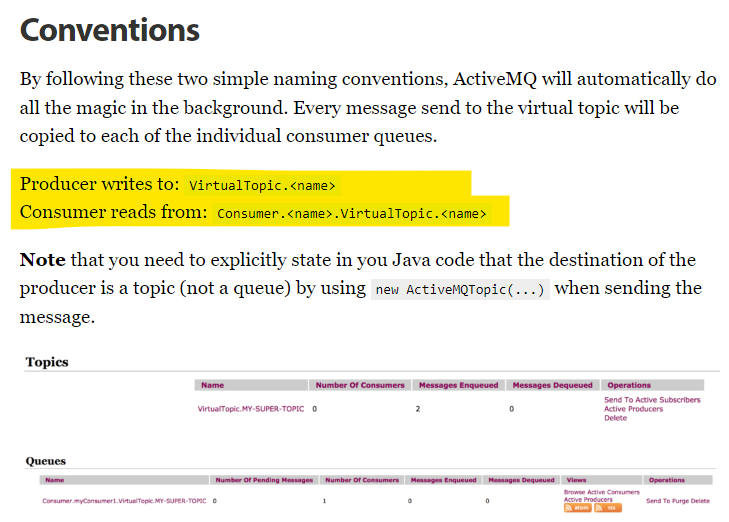 Conventions
By following these two simple naming conventions, ActiveMQ will automatically do
all the magic in the background. Every message send to the virtual topic will be
copied to each of the individual consumer queues.
Producer writes to: VirtualTopic.<name>
Consumer reads from: Consumer.<name>.VirtualTopic.<name>
Note that you need to explicitly state in you Java code that the destination of the
producer is a topic (not a queue) by using new ActiveMQTopic(...) when sending the
message.
Topics
Name Number Of Consumers Messages Enqueued Messages Dequeued Operations
VirtualTopic.MY-SUPER-TOPIC 0 2 0 Send To Active Subscribers
Active Producers
Delete
Queues
Name Number Of Pending Messages Number Of Consumers Messages Enqueued Messages Dequeued Views Operations
Consumer.myConsumer1.VirtualTopic.MY-SUPER-TOPIC 0 1 0 0 Browse Active Consumers
Active Producers Send To Purge Delete
atom rss